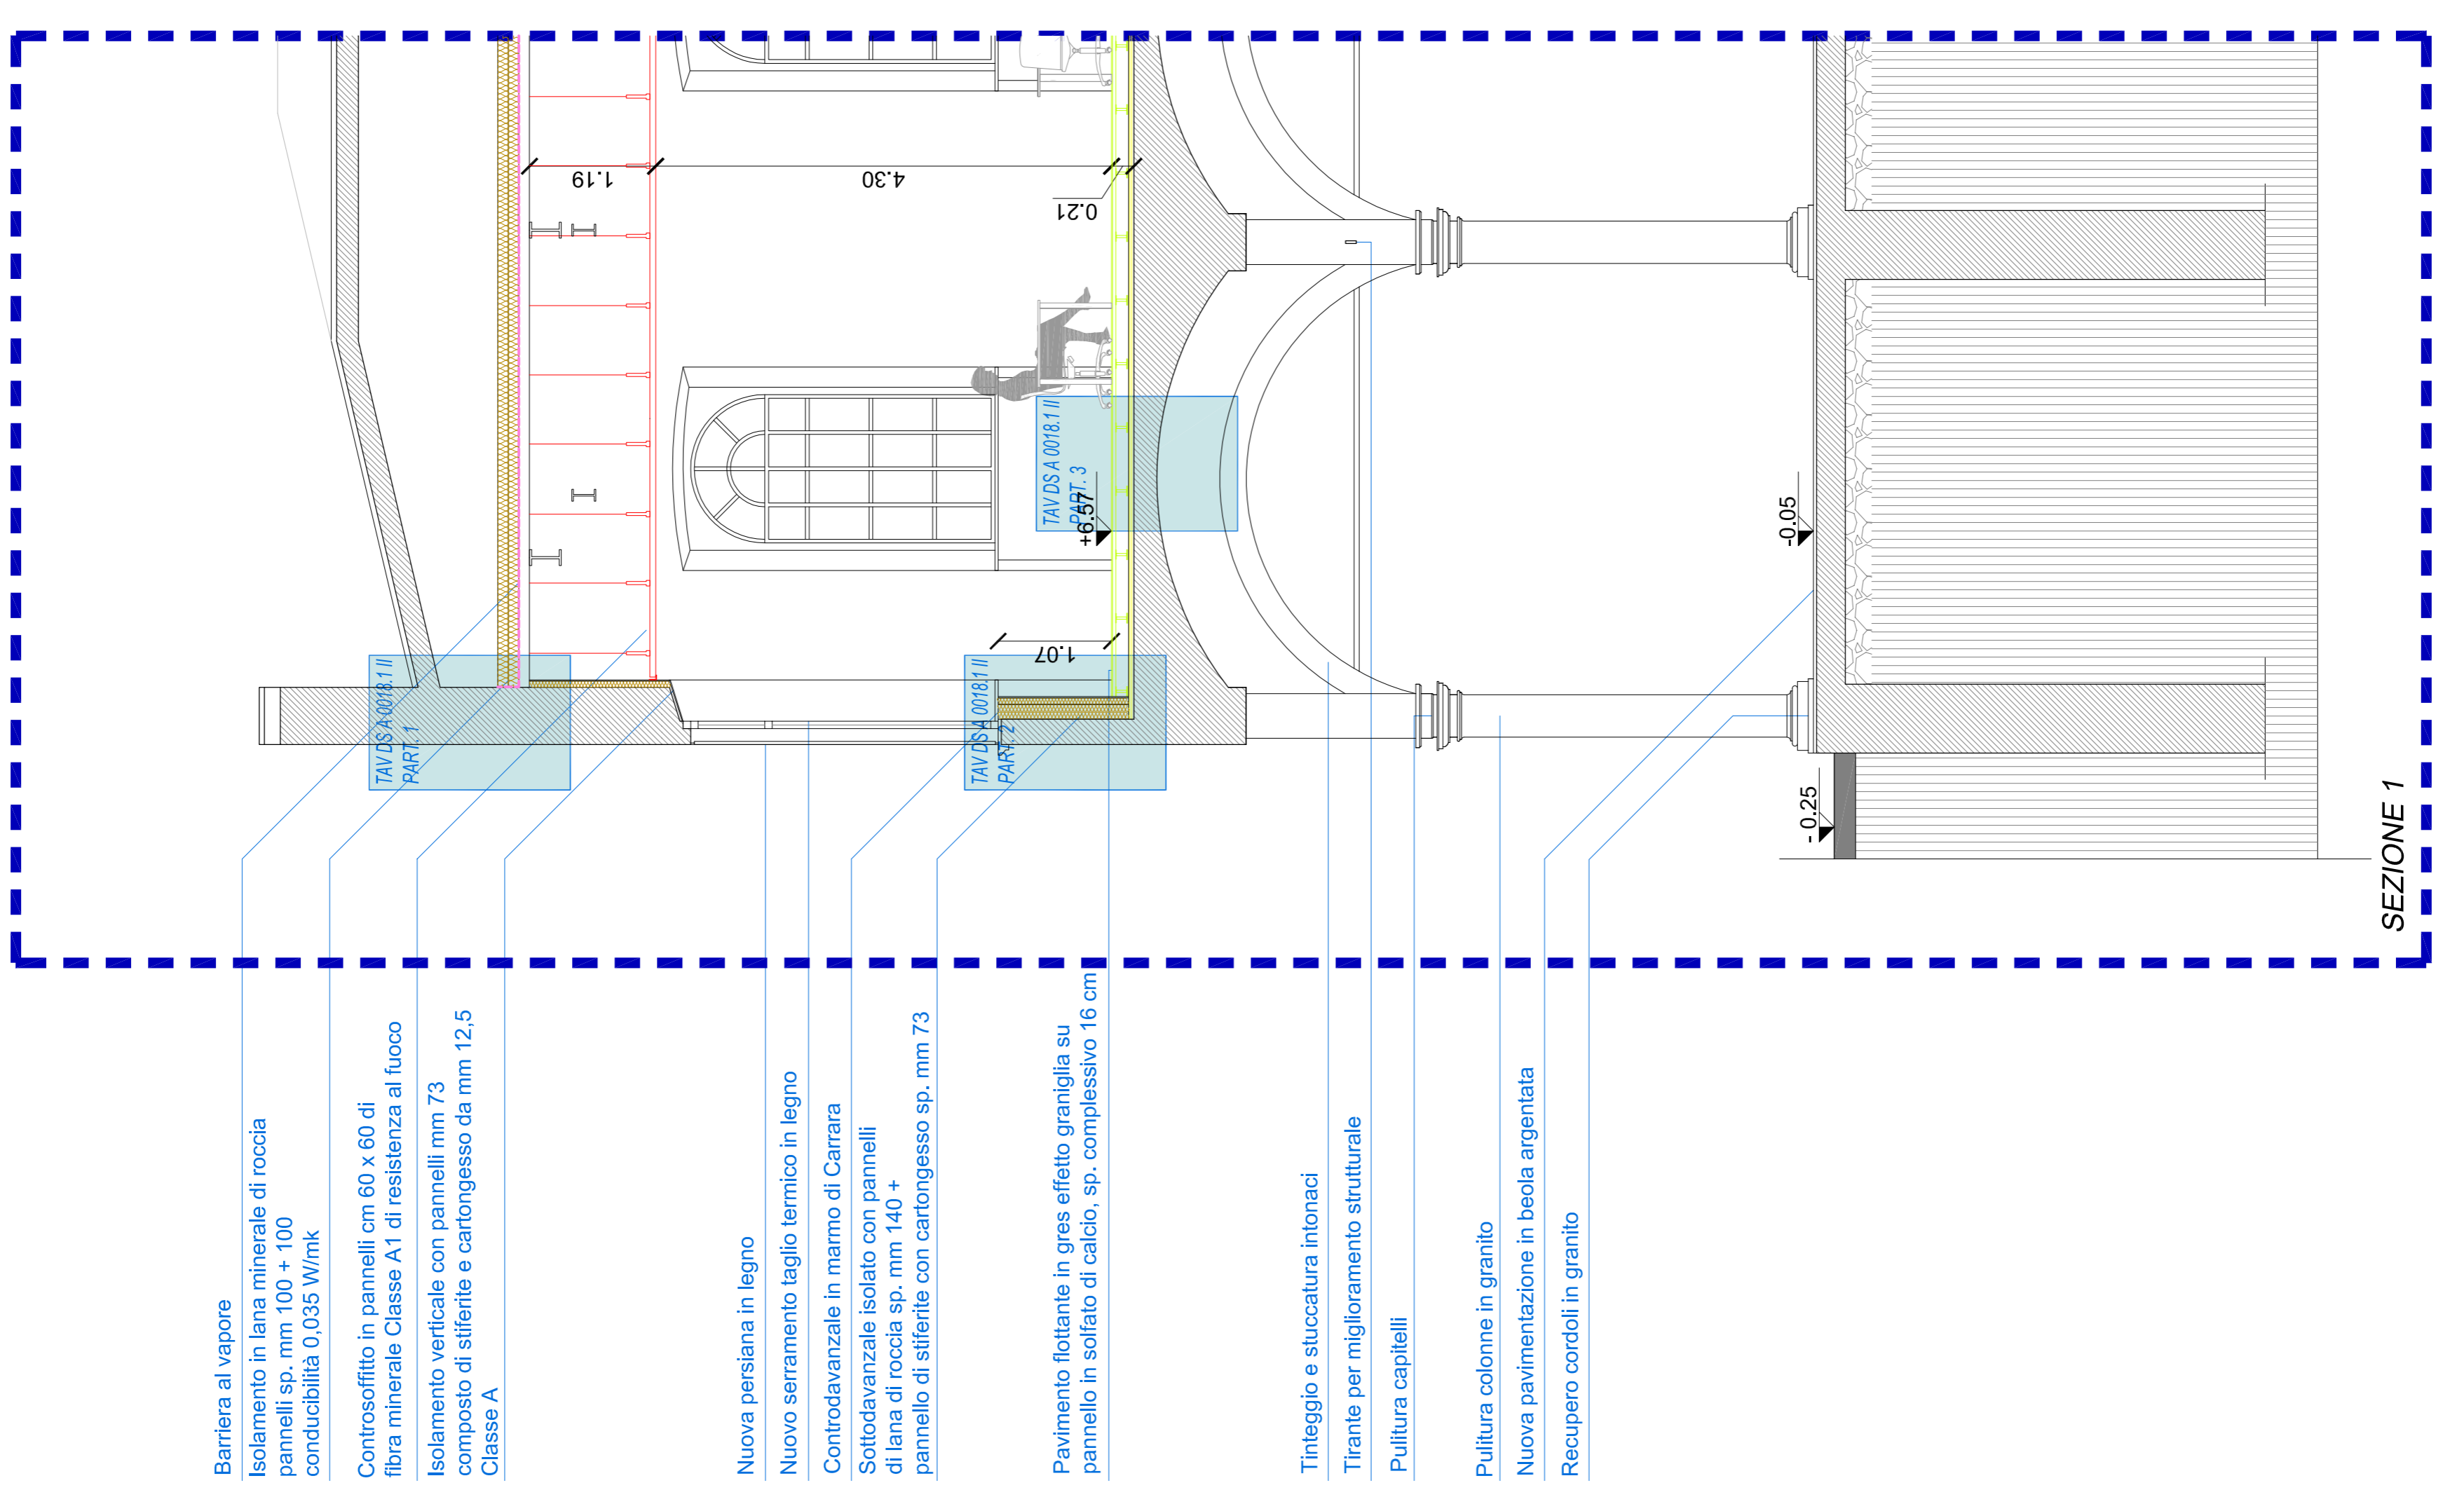 Barriera al vapore
Isolamento in lana minerale di roccia
pannelli sp. mm 100 + 100
conducibilità 0,035 W/mk
Controsoffitto in pannelli cm 60 x 60 di
fibra minerale Classe A1 di resistenza al fuoco
Isolamento verticale con pannelli mm 73
composto di stiferite e cartongesso da mm 12,5
Classe A
Nuova persiana in legno
Nuovo serramento taglio termico in legno
Controdavanzale in marmo di Carrara
Sottodavanzale isolato con pannelli
di lana di roccia sp. mm 140 +
pannello di stiferite con cartongesso sp. mm 73
Pavimento flottante in gres effetto graniglia su
pannello in solfato di calcio, sp. complessivo 16 cm
Tinteggio e stuccatura intonaci
Tirante per miglioramento strutturale
Pulitura capitelli
Pulitura colonne in granito
Nuova pavimentazione in beola argentata
Recupero cordoli in granito
TAV DS A 0018.1 II
PART. 1
TAV DS A 0018.1 II
PART. 2
TAV DS A 0018.1 II
PART. 3
1.19
4.30
0.21
1.07
+6.57
-0.05
- 0.25
SEZIONE 1